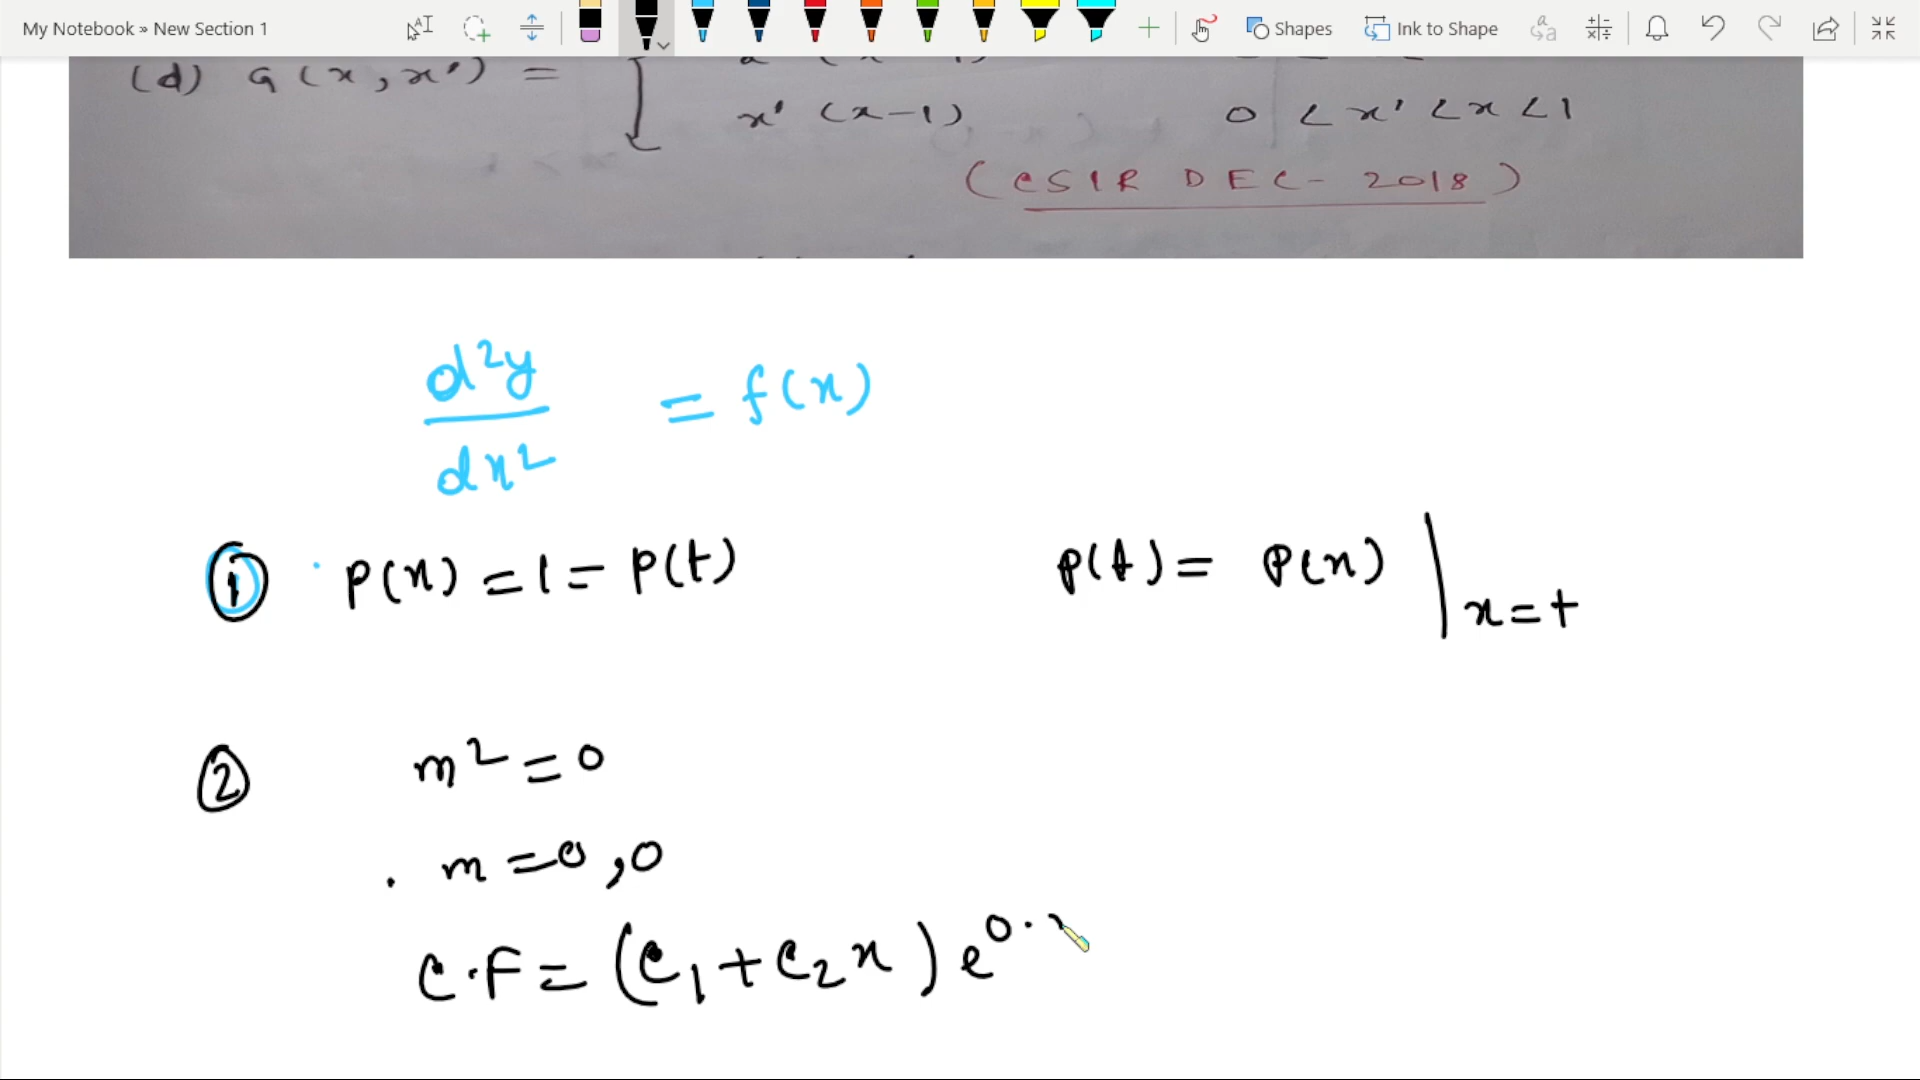 My Notebook » New Section 1
Shapes
Ink to Shape
(d) G(x, x') =
x' (x-1)    0 < x' < x < 1
(CSIR DEC- 2018)
d²y/dx² = f(x)
① P(x) = 1 = P(t)    P(t) = P(x) |x=t
② m² = 0
m = 0, 0
C.F = (C₁ + C₂x) e^0.